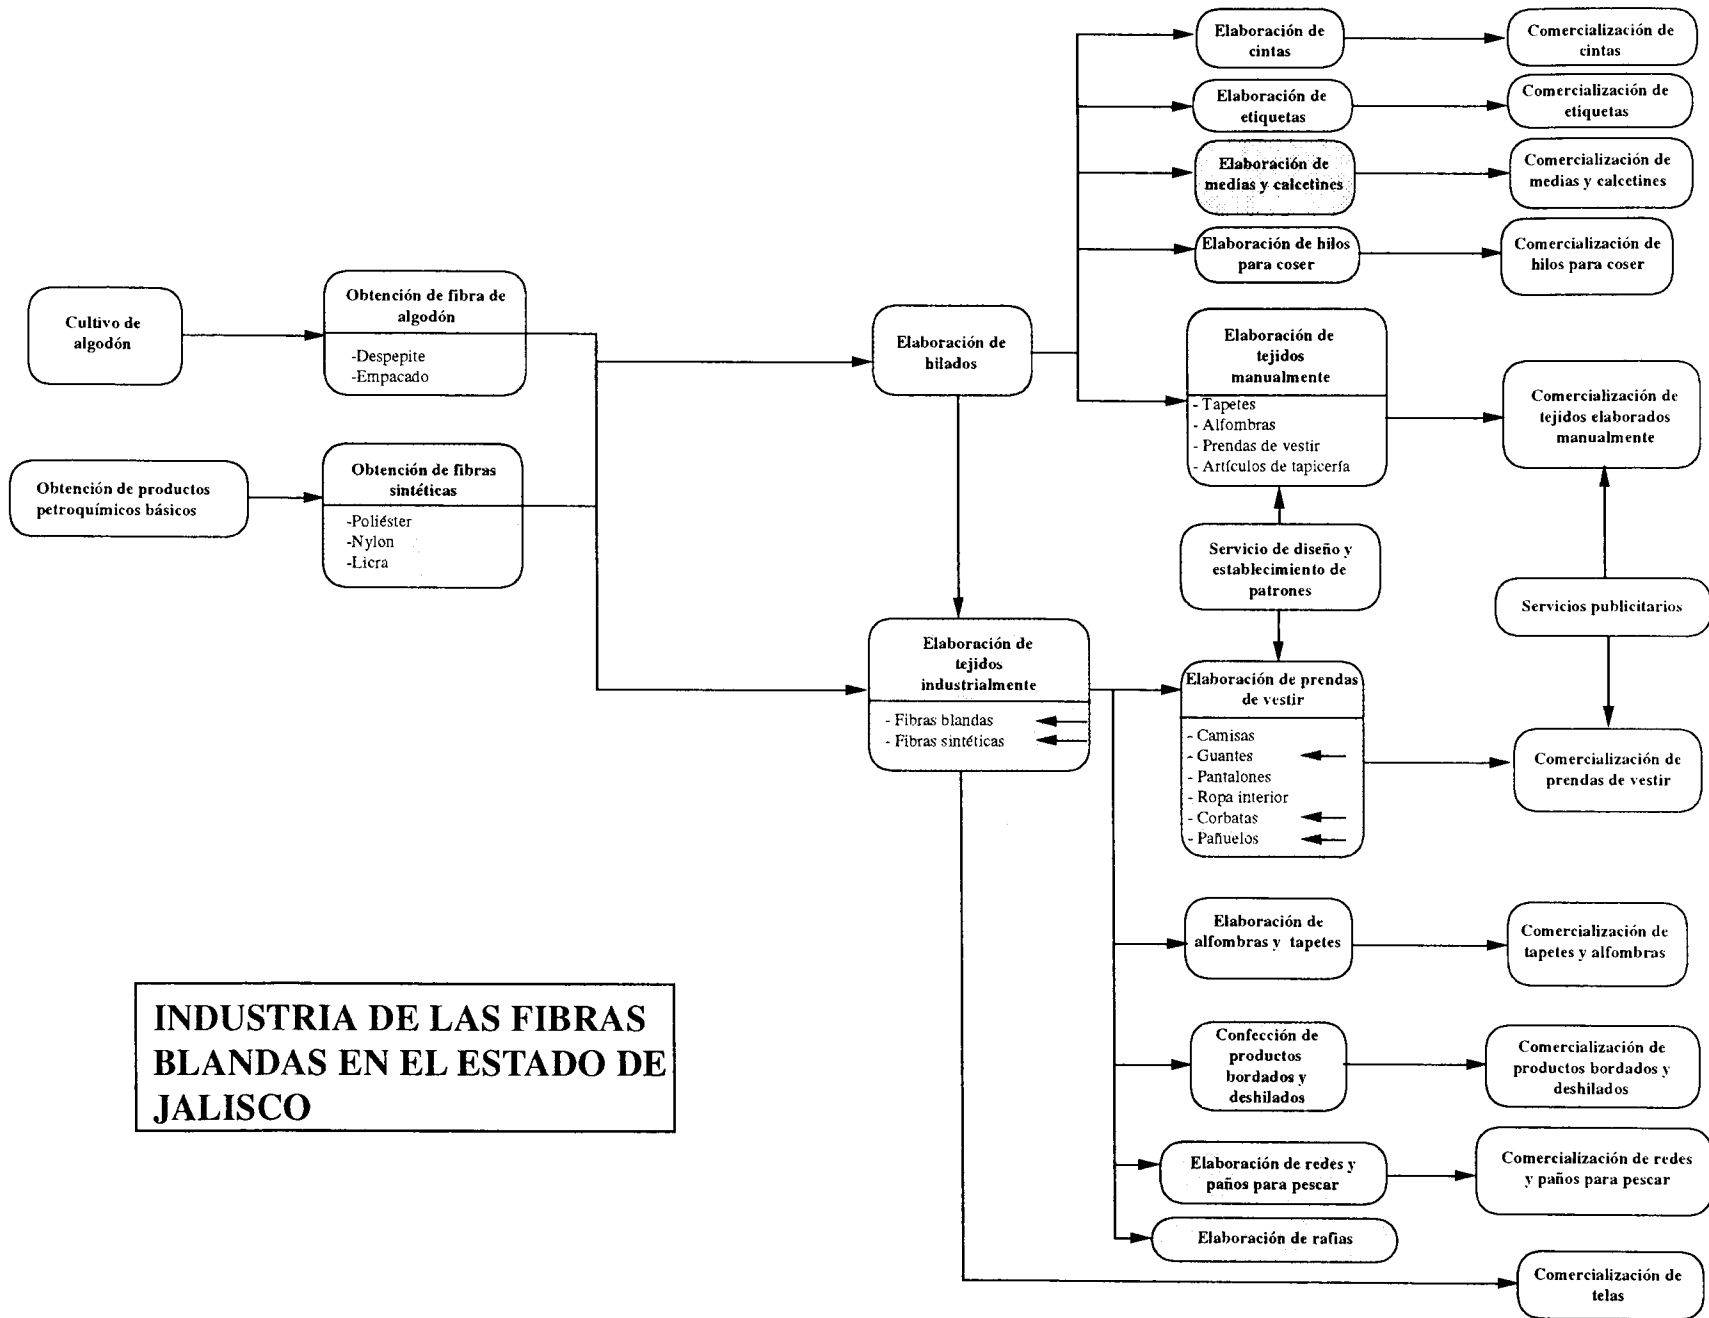 Elaboración de
cintas
Comercialización de
cintas
Elaboración de
etiquetas
Comercialización de
etiquetas
Elaboración de
medias y calcetines
Comercialización de
medias y calcetines
Elaboración de hilos
para coser
Comercialización de
hilos para coser
Cultivo de
algodón
Obtención de fibra de
algodón
-Despepite
-Empacado
Elaboración de
hilados
Elaboración de
tejidos
manualmente
- Tapetes
- Alfombras
- Prendas de vestir
- Artículos de tapicería
Comercialización de
tejidos elaborados
manualmente
Obtención de productos
petroquímicos básicos
Obtención de fibras
sintéticas
-Poliéster
-Nylon
-Licra
Servicio de diseño y
establecimiento de
patrones
Servicios publicitarios
Elaboración de
tejidos
industrialmente
- Fibras blandas
- Fibras sintéticas
Elaboración de prendas
de vestir
- Camisas
- Guantes
- Pantalones
- Ropa interior
- Corbatas
- Pañuelos
Comercialización de
prendas de vestir
Elaboración de
alfombras y tapetes
Comercialización de
tapetes y alfombras
INDUSTRIA DE LAS FIBRAS
BLANDAS EN EL ESTADO DE
JALISCO
Confección de
productos
bordados y
deshilados
Comercialización de
productos bordados y
deshilados
Elaboración de redes y
paños para pescar
Comercialización de redes
y paños para pescar
Elaboración de rafias
Comercialización de
telas